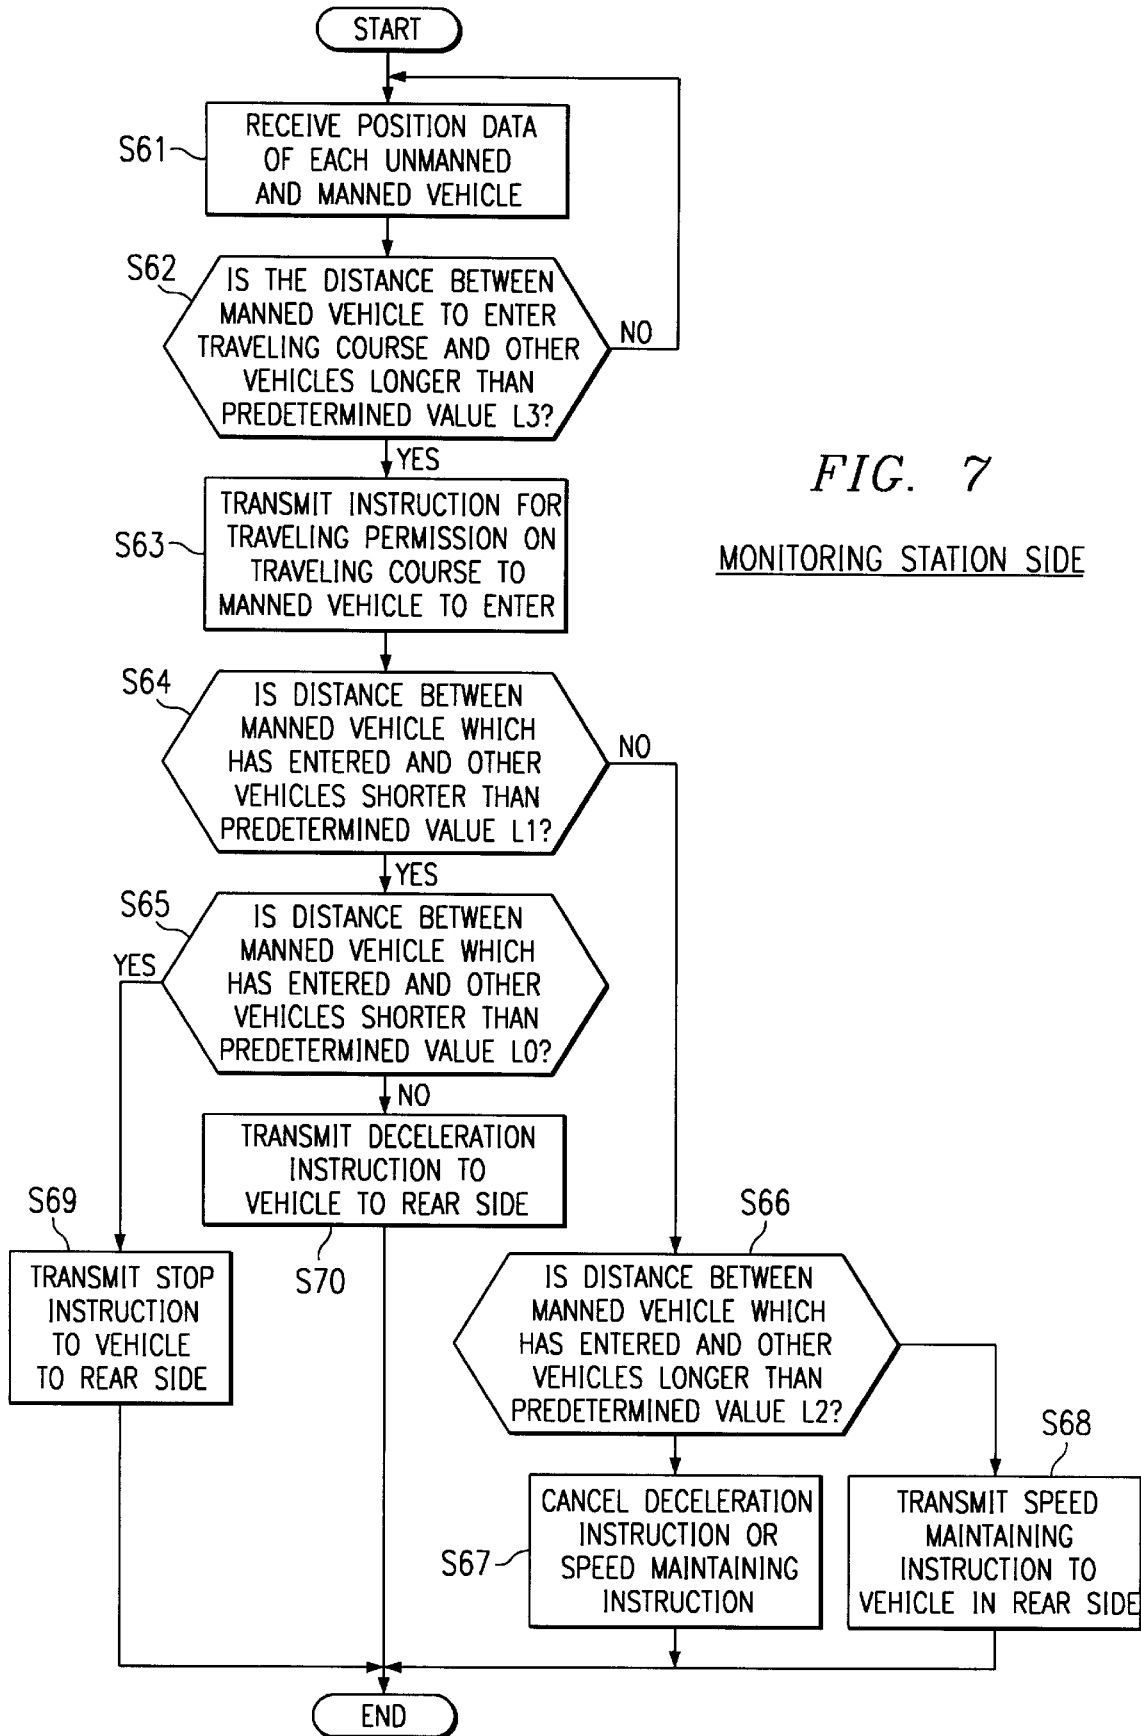 START
RECEIVE POSITION DATA
OF EACH UNMANNED
AND MANNED VEHICLE
S61
S62
IS THE DISTANCE BETWEEN
MANNED VEHICLE TO ENTER
TRAVELING COURSE AND OTHER
VEHICLES LONGER THAN
PREDETERMINED VALUE L3?
NO
YES
FIG. 7
MONITORING STATION SIDE
TRANSMIT INSTRUCTION FOR
TRAVELING PERMISSION ON
TRAVELING COURSE TO
MANNED VEHICLE TO ENTER
S63
S64
IS DISTANCE BETWEEN
MANNED VEHICLE WHICH
HAS ENTERED AND OTHER
VEHICLES SHORTER THAN
PREDETERMINED VALUE L1?
NO
YES
S65
IS DISTANCE BETWEEN
MANNED VEHICLE WHICH
HAS ENTERED AND OTHER
VEHICLES SHORTER THAN
PREDETERMINED VALUE L0?
YES
NO
TRANSMIT DECELERATION
INSTRUCTION TO
VEHICLE TO REAR SIDE
S70
S69
TRANSMIT STOP
INSTRUCTION
TO VEHICLE
TO REAR SIDE
S66
IS DISTANCE BETWEEN
MANNED VEHICLE WHICH
HAS ENTERED AND OTHER
VEHICLES LONGER THAN
PREDETERMINED VALUE L2?
S67
CANCEL DECELERATION
INSTRUCTION OR
SPEED MAINTAINING
INSTRUCTION
S68
TRANSMIT SPEED
MAINTAINING
INSTRUCTION TO
VEHICLE IN REAR SIDE
END